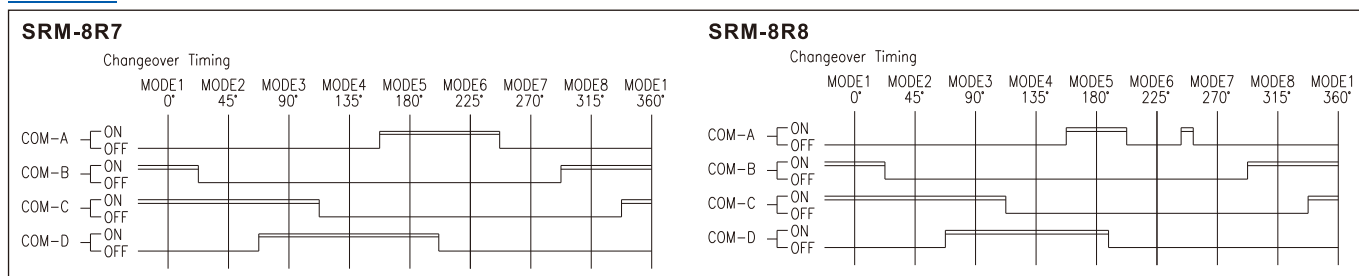 SRM-8R7
Changeover Timing
MODE1 MODE2 MODE3 MODE4 MODE5 MODE6 MODE7 MODE8 MODE1
0° 45° 90° 135° 180° 225° 270° 315° 360°
COM-A ON
OFF
COM-B ON
OFF
COM-C ON
OFF
COM-D ON
OFF
SRM-8R8
Changeover Timing
MODE1 MODE2 MODE3 MODE4 MODE5 MODE6 MODE7 MODE8 MODE1
0° 45° 90° 135° 180° 225° 270° 315° 360°
COM-A ON
OFF
COM-B ON
OFF
COM-C ON
OFF
COM-D ON
OFF